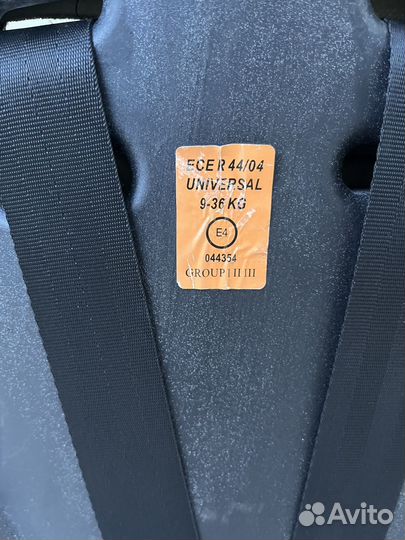 ECE R 44/04
UNIVERSAL
9-36 KG
E4
044354
GROUP I II III
Avito